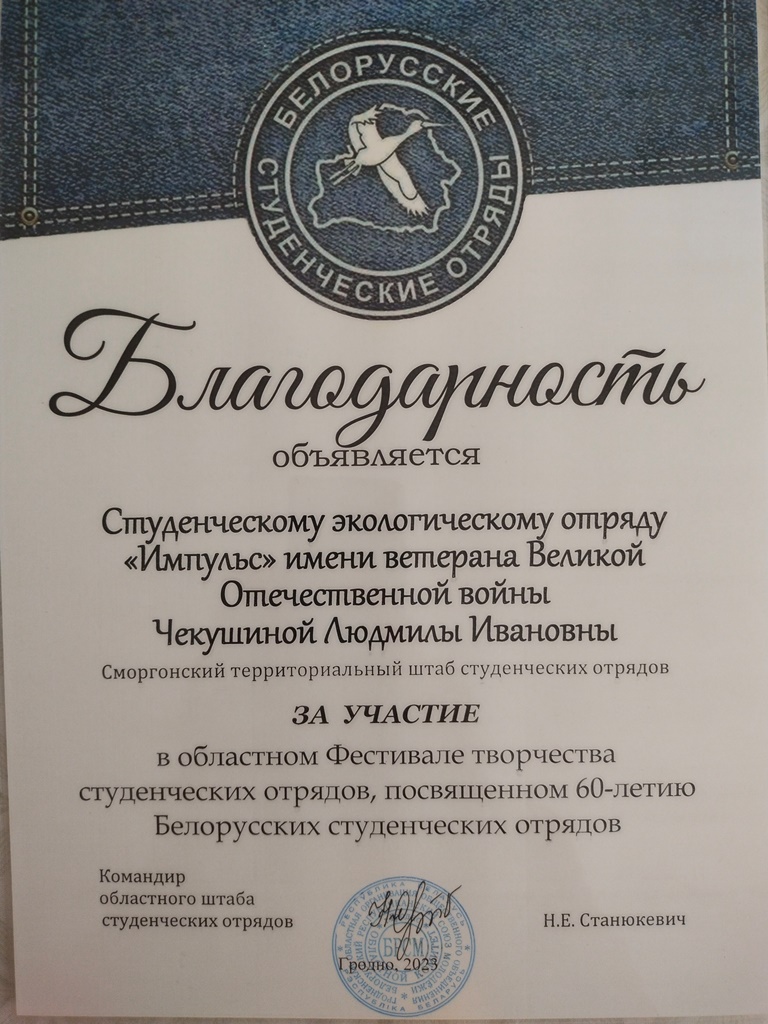 БЕЛОРУССКИЕ
СТУДЕНЧЕСКИЕ ОТРЯДЫ
Благодарность
объявляется
Студенческому экологическому отряду
«Импульс» имени ветерана Великой
Отечественной войны
Чекушиной Людмилы Ивановны
Сморгонский территориальный штаб студенческих отрядов
ЗА УЧАСТИЕ
в областном Фестивале творчества
студенческих отрядов, посвященном 60-летию
Белорусских студенческих отрядов
Командир
областного штаба
студенческих отрядов
Н.Е. Станюкевич
БРСМ
Гродно, 2023